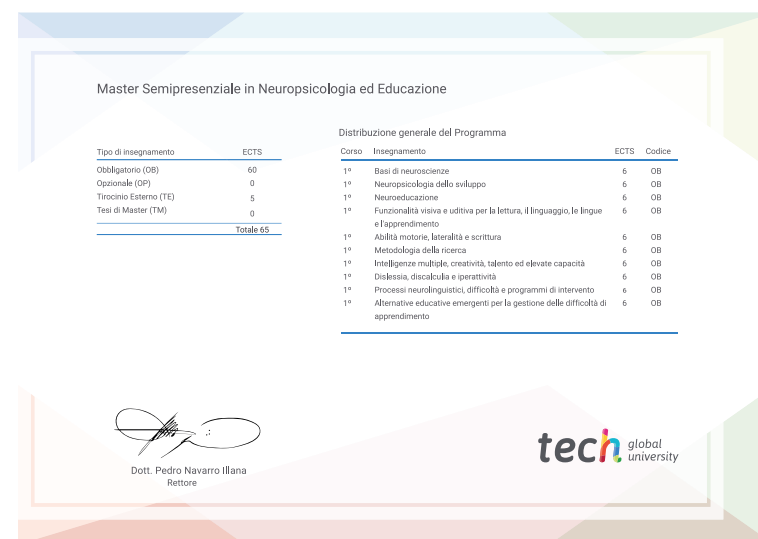 Master Semipresenziale in Neuropsicologia ed Educazione
Tipo di insegnamento ECTS
Obbligatorio (OB) 60
Opzionale (OP) 0
Tirocinio Esterno (TE) 5
Tesi di Master (TM) 0
Totale 65
Distribuzione generale del Programma
Corso Insegnamento ECTS Codice
1º Basi di neuroscienze 6 OB
1º Neuropsicologia dello sviluppo 6 OB
1º Neuroeducazione 6 OB
1º Funzionalità visiva e uditiva per la lettura, il linguaggio, le lingue 6 OB
e l'apprendimento
1º Abilità motorie, lateralità e scrittura 6 OB
1º Metodologia della ricerca 6 OB
1º Intelligenze multiple, creatività, talento ed elevate capacità 6 OB
1º Dislessia, discalculia e iperattività 6 OB
1º Processi neurolinguistici, difficoltà e programmi di intervento 6 OB
1º Alternative educative emergenti per la gestione delle difficoltà di 6 OB
apprendimento
Dott. Pedro Navarro Illana
Rettore
tech global
university